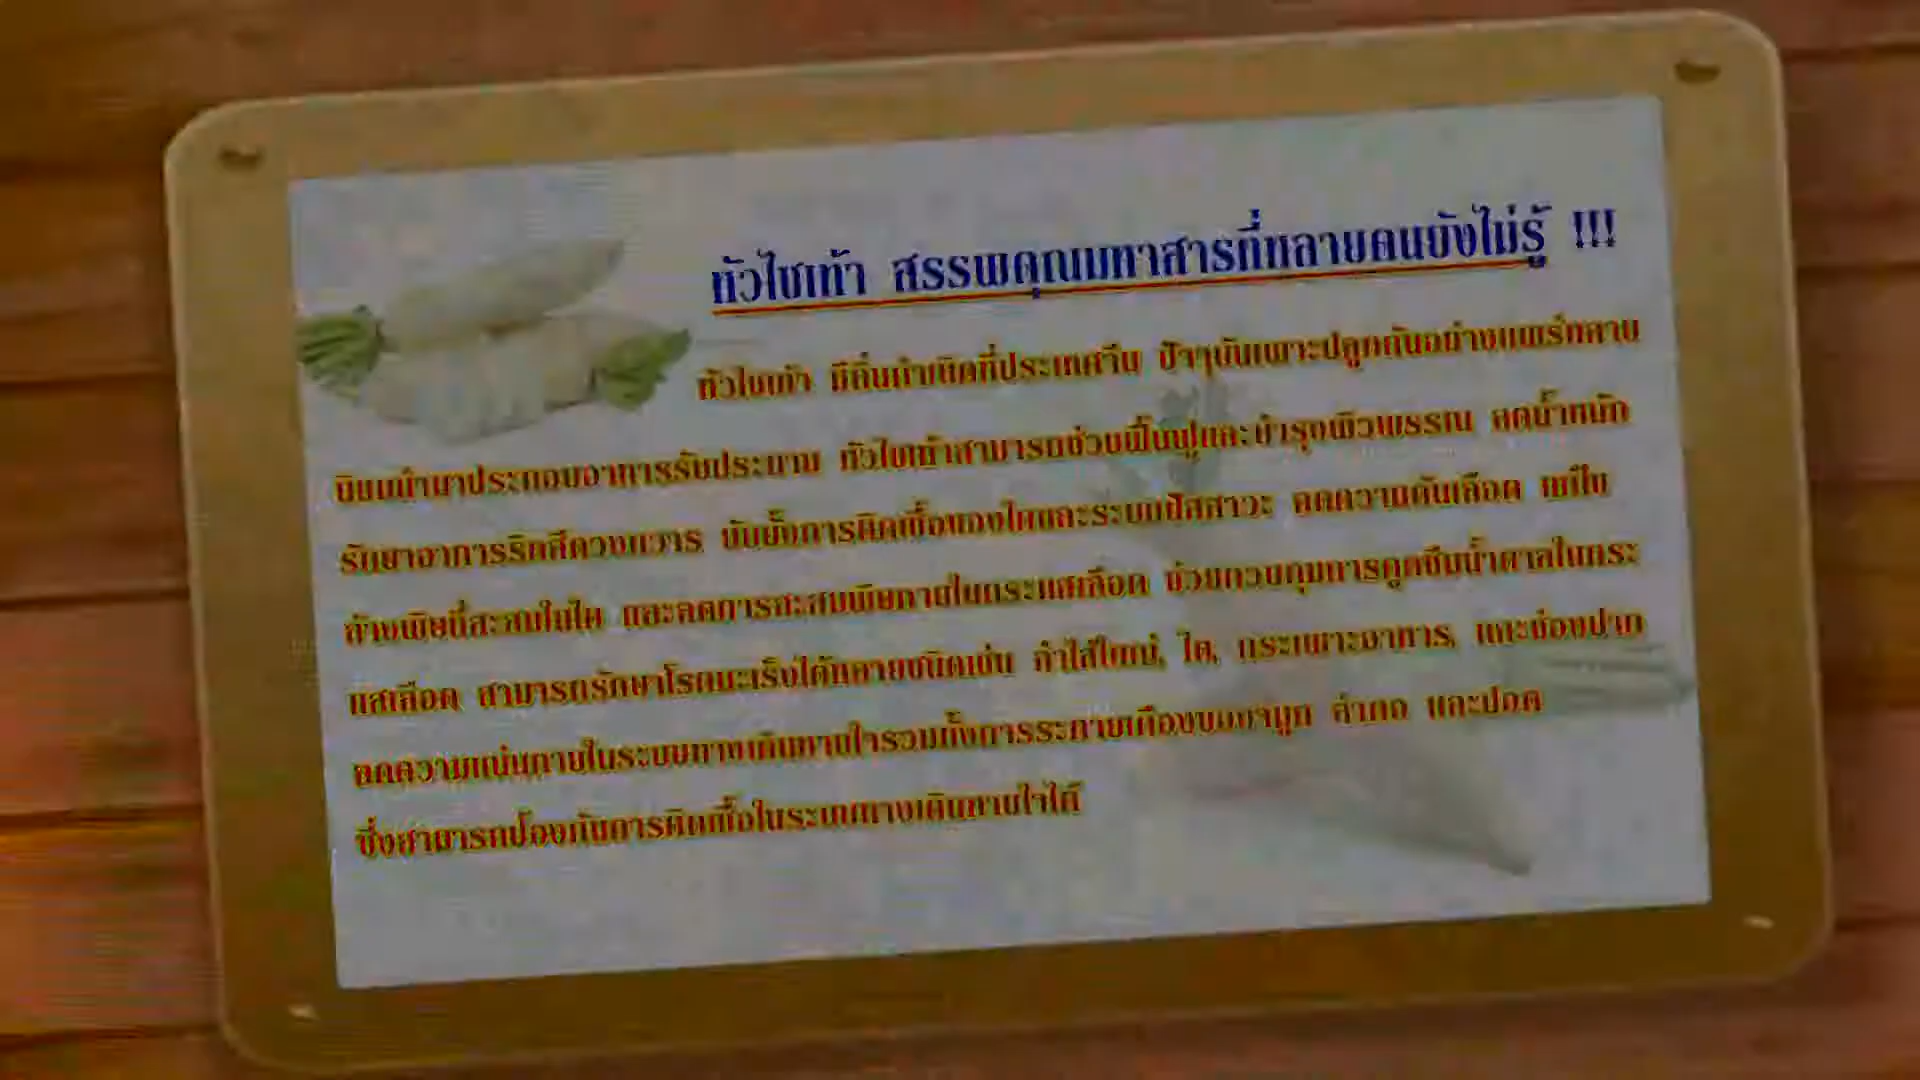 หัวไชเท้า สรรพคุณมหาสารที่หลายคนยังไม่รู้ !!!
หัวไชเท้า มีถิ่นกำเนิดที่ประเทศจีน ปัจจุบันเพาะปลูกกันอย่างแพร่หลาย
นิยมนำมาประกอบอาหารรับประทาน หัวไชเท้าสามารถช่วยฟื้นฟูและบำรุงผิวพรรณ ลดน้ำหนัก
รักษาอาการริดสีดวงทวาร ยับยั้งการติดเชื้อของไตและระบบปัสสาวะ ลดความดันเลือด
ล้างพิษที่สะสมในไต และลดการสะสมพิษภายในกระแสเลือด ช่วยควบคุมการดูดซึมน้ำตาลในกระ
แสเลือด สามารถรักษาโรคมะเร็งได้หลายชนิดเช่น ลำไส้ใหญ่, ไต, กระเพาะอาหาร, และช่องปาก
ลดความแน่นภายในระบบทางเดินหายใจรวมทั้งการระคายเคืองของจมูก ลำคอ และปอด
ซึ่งสามารถป้องกันการติดเชื้อในระบบทางเดินหายใจได้